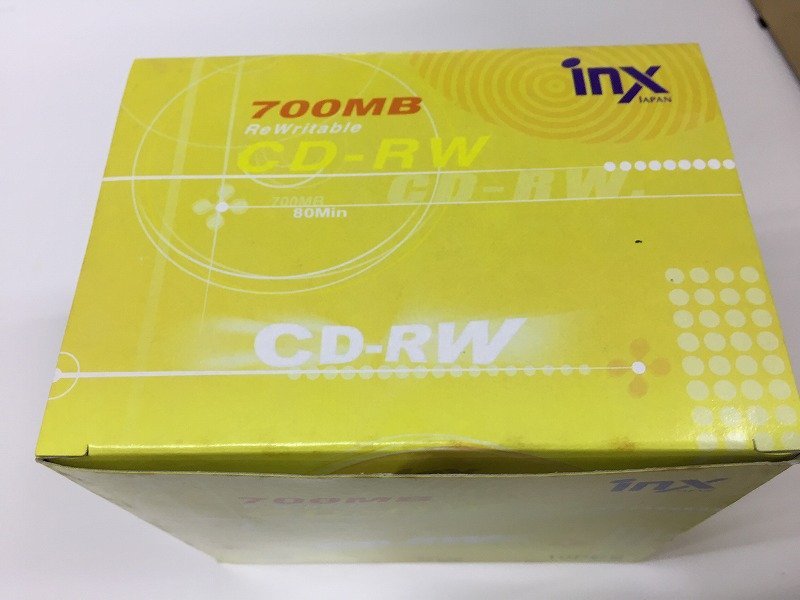 inx
JAPAN
700MB
ReWritable
CD-RW
CD-RW.
700MB
80Min
CD-RW
700MB
inx